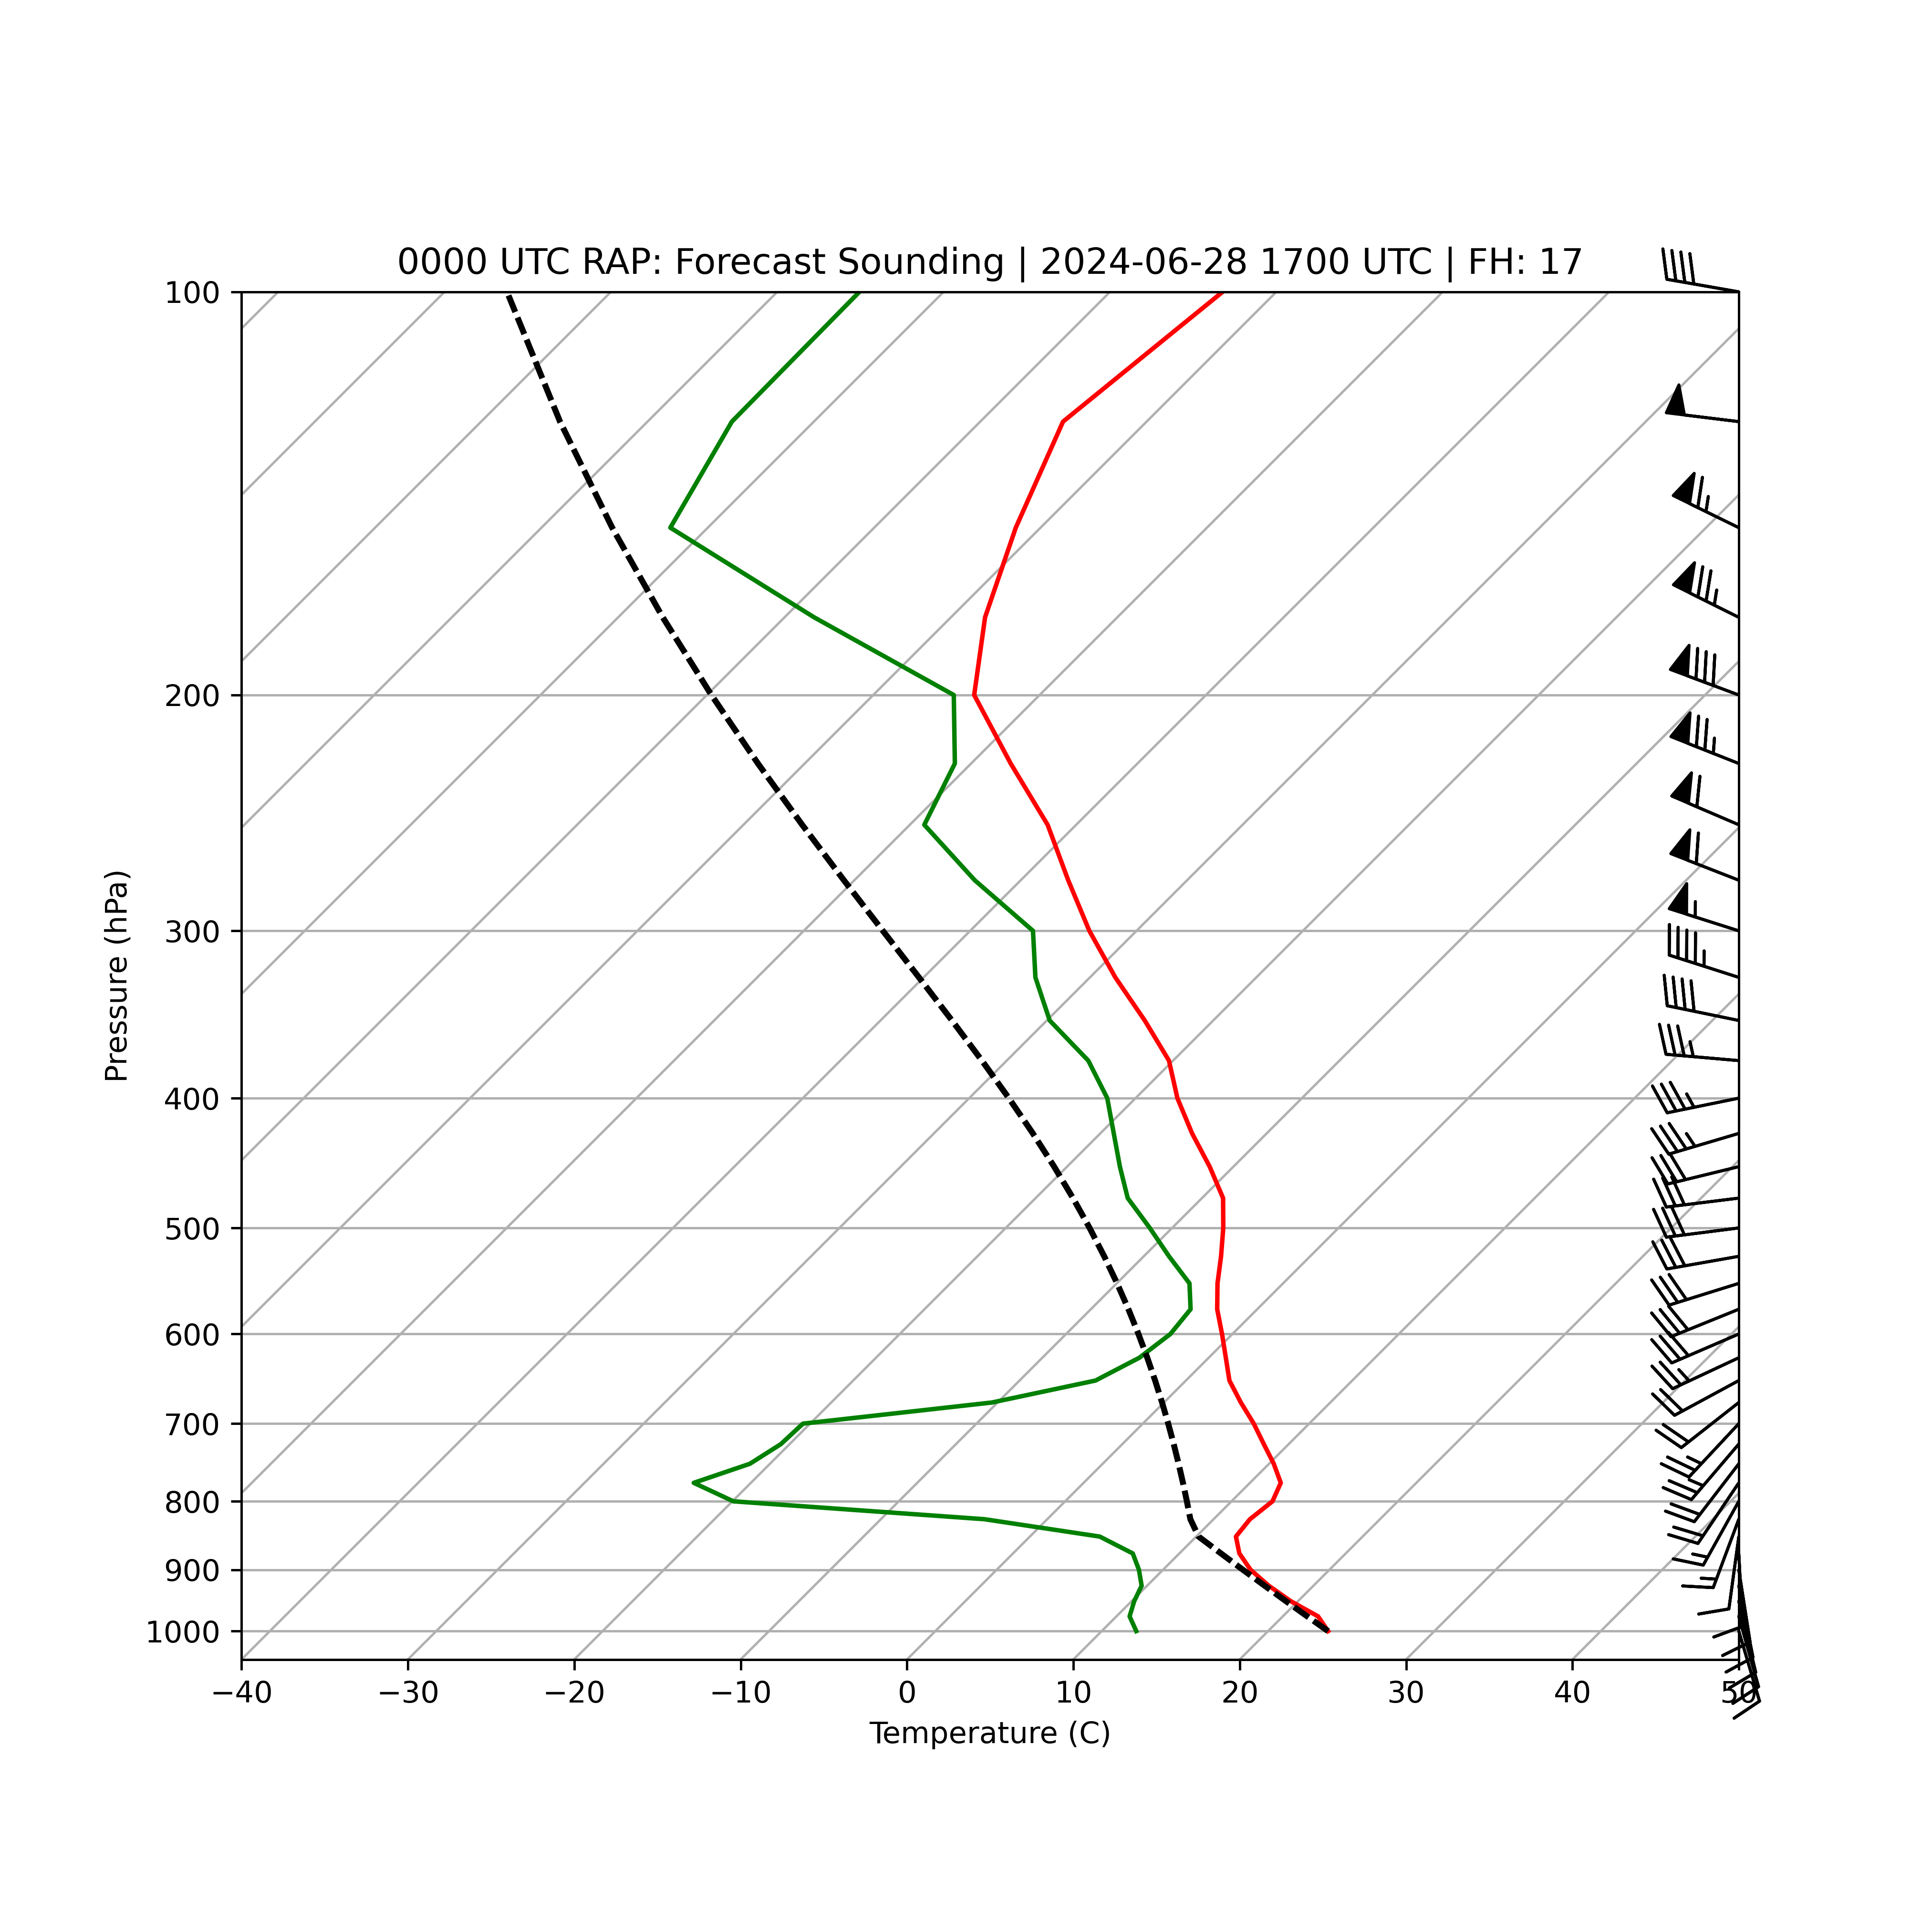 0000 UTC RAP: Forecast Sounding | 2024-06-28 1700 UTC | FH: 17
100
200
300
400
500
600
700
800
900
1000
Pressure (hPa)
−40 −30 −20 −10 0 10 20 30 40 50
Temperature (C)